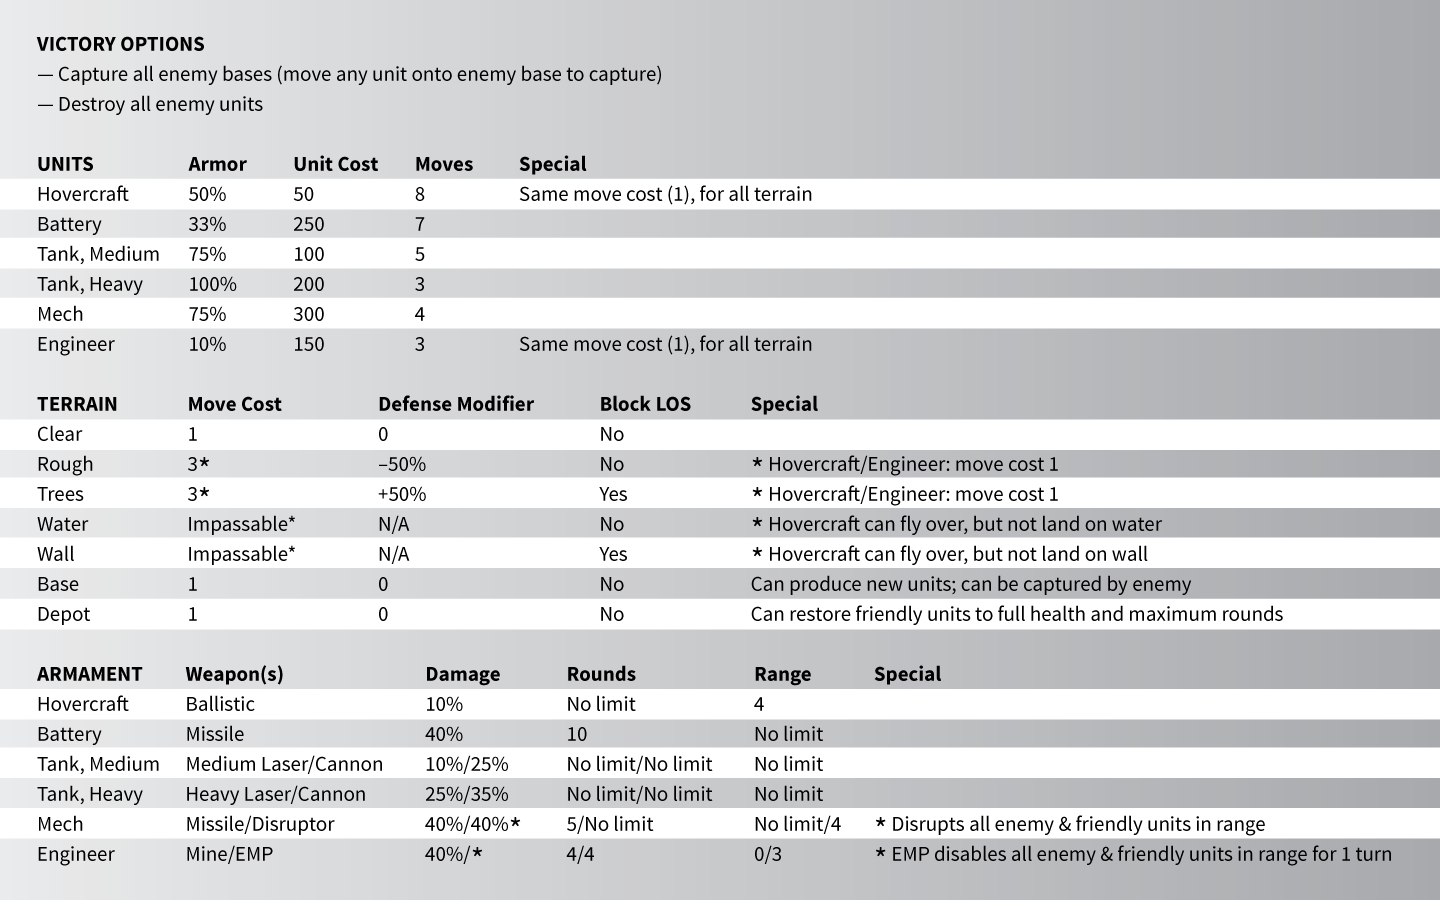 VICTORY OPTIONS
— Capture all enemy bases (move any unit onto enemy base to capture)
— Destroy all enemy units
UNITS Armor Unit Cost Moves Special
Hovercraft 50% 50 8 Same move cost (1), for all terrain
Battery 33% 250 7
Tank, Medium 75% 100 5
Tank, Heavy 100% 200 3
Mech 75% 300 4
Engineer 10% 150 3 Same move cost (1), for all terrain
TERRAIN Move Cost Defense Modifier Block LOS Special
Clear 1 0 No
Rough 3* –50% No * Hovercraft/Engineer: move cost 1
Trees 3* +50% Yes * Hovercraft/Engineer: move cost 1
Water Impassable* N/A No * Hovercraft can fly over, but not land on water
Wall Impassable* N/A Yes * Hovercraft can fly over, but not land on wall
Base 1 0 No Can produce new units; can be captured by enemy
Depot 1 0 No Can restore friendly units to full health and maximum rounds
ARMAMENT Weapon(s) Damage Rounds Range Special
Hovercraft Ballistic 10% No limit 4
Battery Missile 40% 10 No limit
Tank, Medium Medium Laser/Cannon 10%/25% No limit/No limit No limit
Tank, Heavy Heavy Laser/Cannon 25%/35% No limit/No limit No limit
Mech Missile/Disruptor 40%/40%* 5/No limit No limit/4 * Disrupts all enemy & friendly units in range
Engineer Mine/EMP 40%/* 4/4 0/3 * EMP disables all enemy & friendly units in range for 1 turn